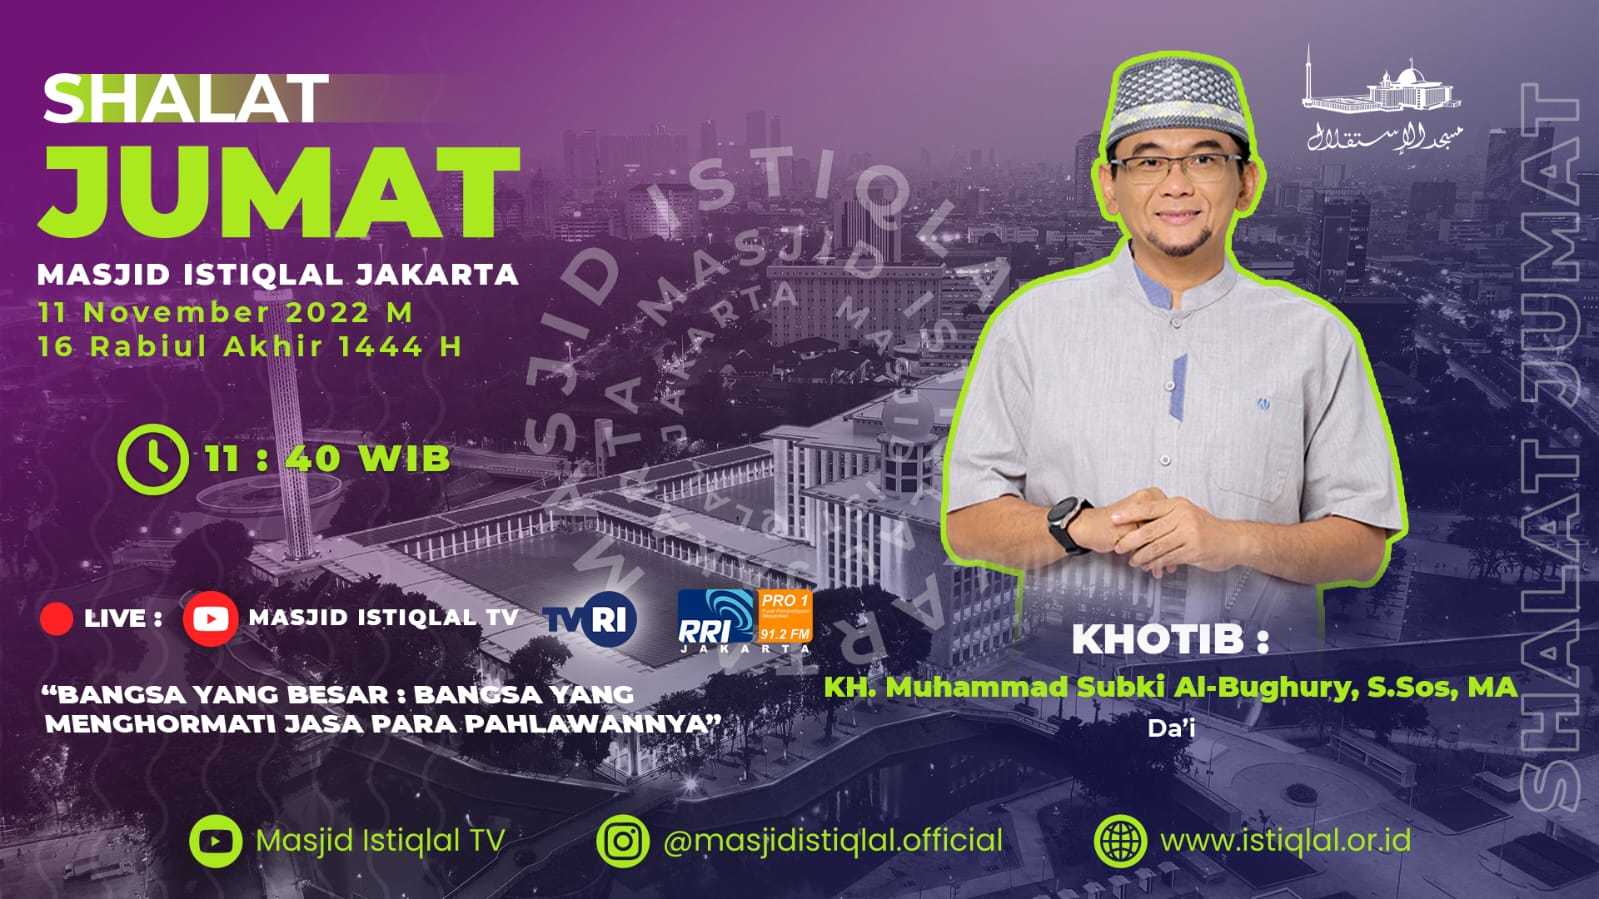 SHALAT
JUMAT
MASJID ISTIQLAL JAKARTA
11 November 2022 M
16 Rabiul Akhir 1444 H
11 : 40 WIB
LIVE :
MASJID ISTIQLAL TV
TVRI
RRI
JAKARTA
PRO 1
91.2 FM
“BANGSA YANG BESAR : BANGSA YANG
MENGHORMATI JASA PARA PAHLAWANNYA”
مسجد الإستقلال
KHOTIB :
KH. Muhammad Subki Al-Bughury, S.Sos, MA
Da’i
SHALAT JUMAT
Masjid Istiqlal TV
@masjidistiqlal.official
www.istiqlal.or.id